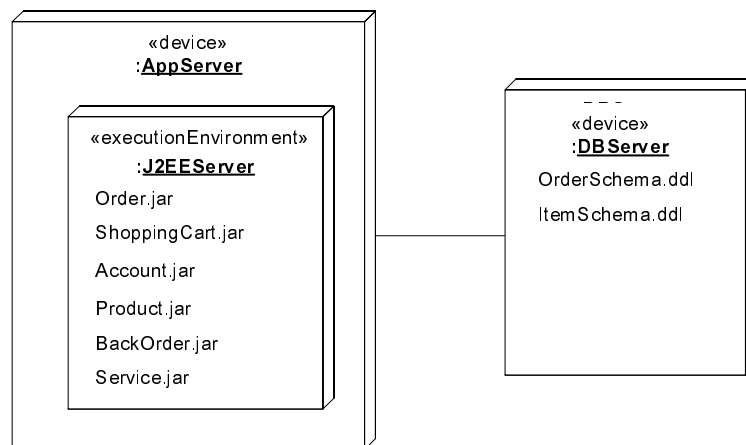 «device»
:AppServer
«executionEnvironment»
:J2EEServer
Order.jar
ShoppingCart.jar
Account.jar
Product.jar
BackOrder.jar
Service.jar
«device»
:DBServer
OrderSchema.ddl
ItemSchema.ddl